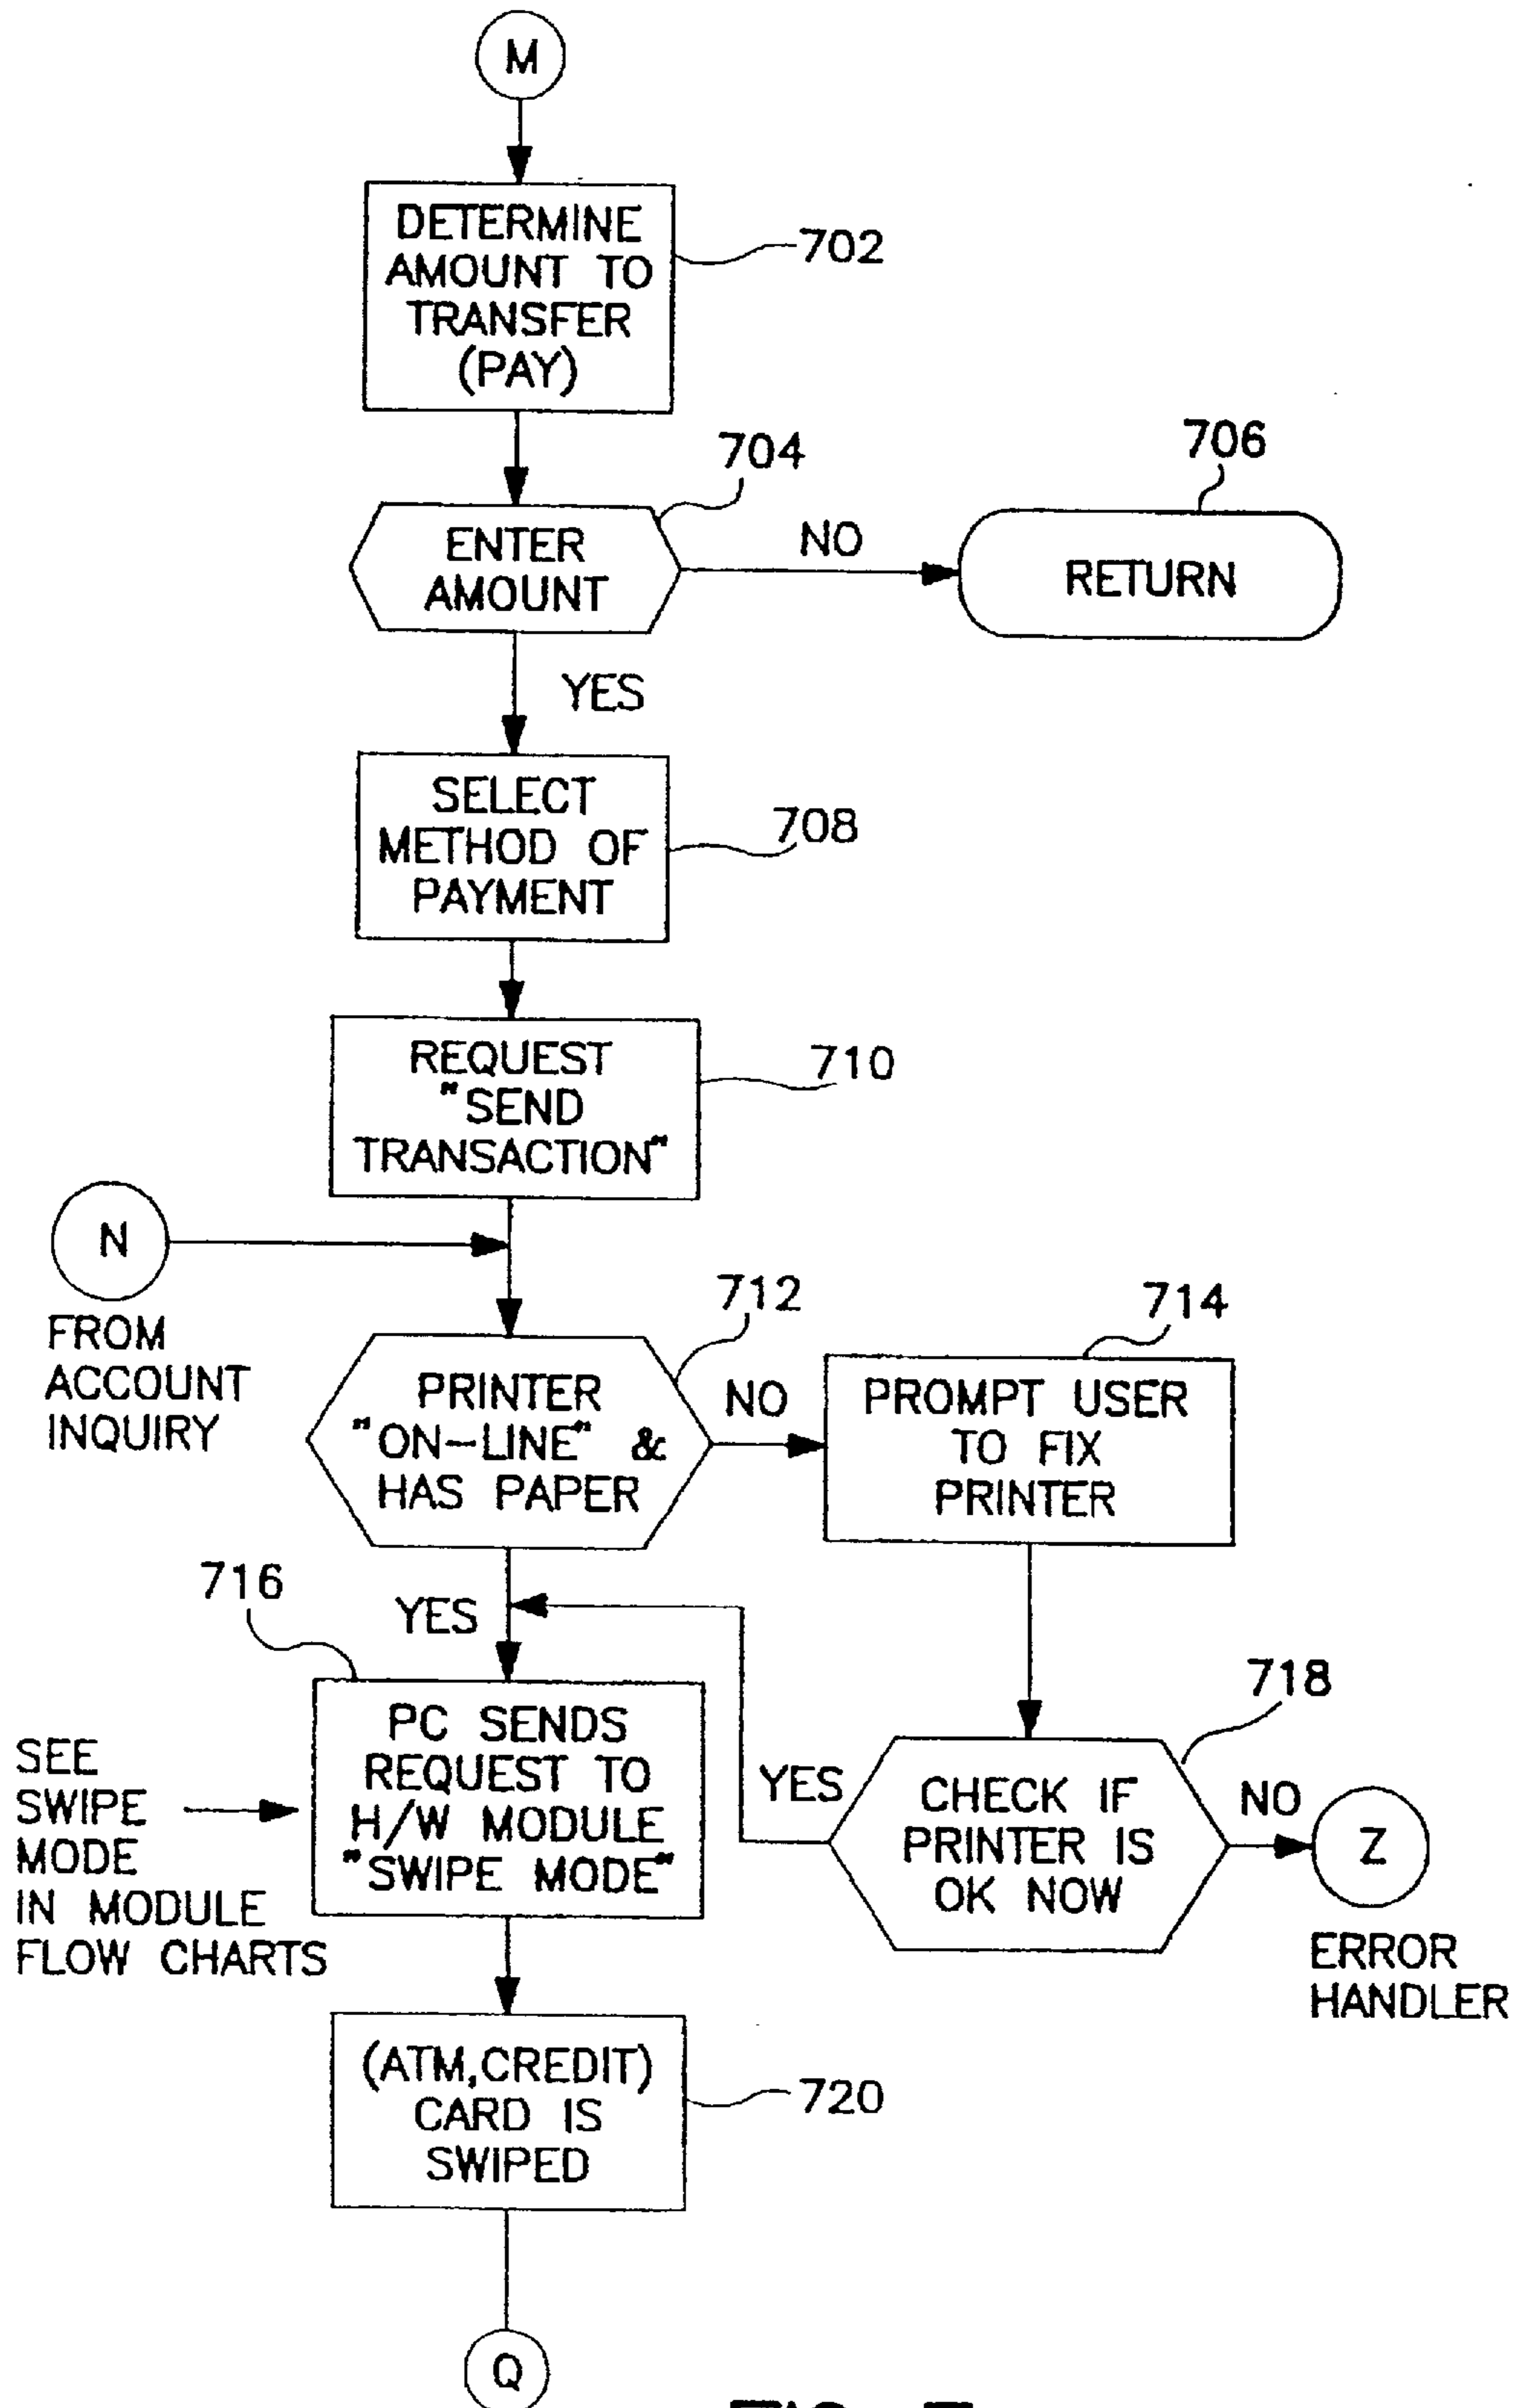 M
DETERMINE
AMOUNT TO
TRANSFER
(PAY)
702
704
706
ENTER
AMOUNT
NO
RETURN
YES
SELECT
METHOD OF
PAYMENT
708
REQUEST
"SEND
TRANSACTION"
710
N
FROM
ACCOUNT
INQUIRY
712
714
PRINTER
"ON-LINE" &
HAS PAPER
NO
PROMPT USER
TO FIX
PRINTER
716
YES
718
PC SENDS
REQUEST TO
H/W MODULE
"SWIPE MODE"
SEE
SWIPE
MODE
IN MODULE
FLOW CHARTS
YES
CHECK IF
PRINTER IS
OK NOW
NO
Z
ERROR
HANDLER
(ATM,CREDIT)
CARD IS
SWIPED
720
Q